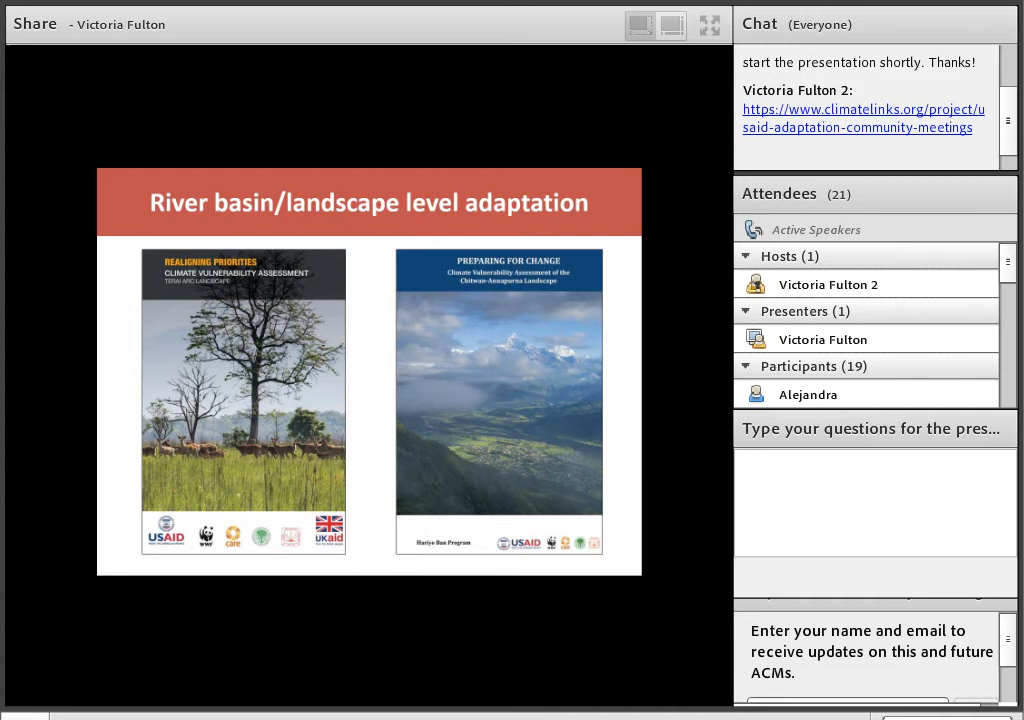 Share - Victoria Fulton
River basin/landscape level adaptation
REALIGNING PRIORITIES
CLIMATE VULNERABILITY ASSESSMENT
TERAI ARC LANDSCAPE
USAID
WWF
care
UKaid
PREPARING FOR CHANGE
Climate Vulnerability Assessment of the
Chitwan-Annapurna Landscape
Hariyo Ban Program
USAID
Chat (Everyone)
start the presentation shortly. Thanks!
Victoria Fulton 2:
https://www.climatelinks.org/project/u
said-adaptation-community-meetings
Attendees (21)
Active Speakers
Hosts (1)
Victoria Fulton 2
Presenters (1)
Victoria Fulton
Participants (19)
Alejandra
Type your questions for the pres...
Enter your name and email to
receive updates on this and future
ACMs.